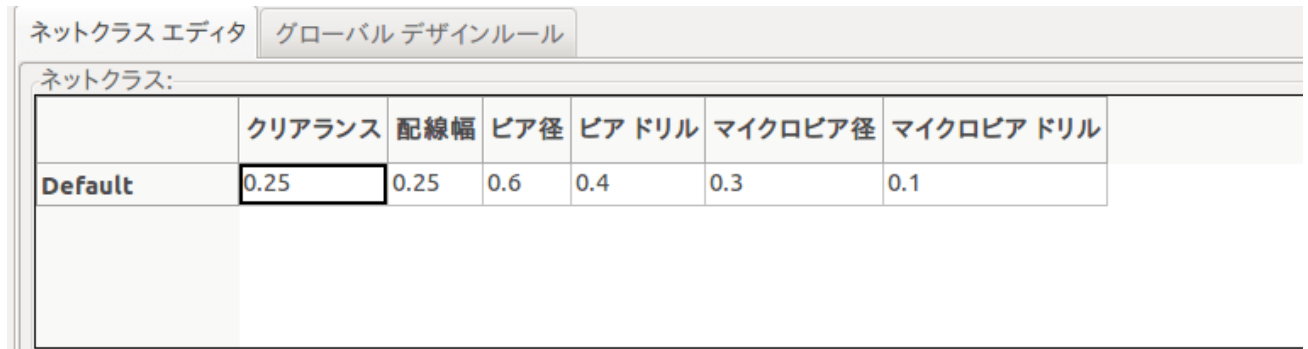 ネットクラス エディタ グローバル デザインルール
ネットクラス:
クリアランス 配線幅 ビア径 ビア ドリル マイクロビア径 マイクロビア ドリル
Default 0.25 0.25 0.6 0.4 0.3 0.1